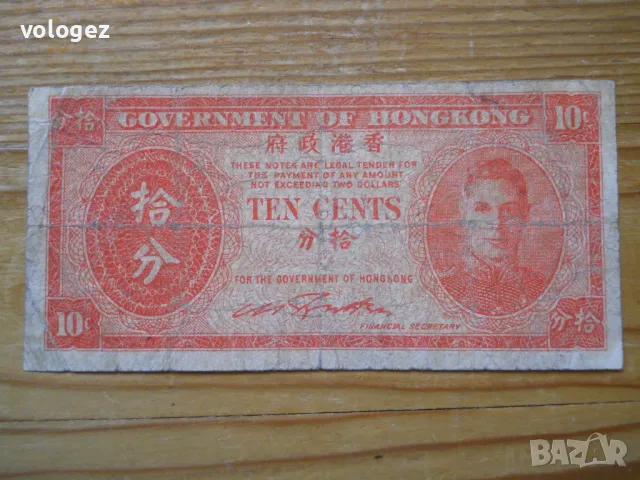 vologez
10c
GOVERNMENT OF HONGKONG
分拾
府政港香
THESE NOTES ARE LEGAL TENDER FOR
THE PAYMENT OF ANY AMOUNT
NOT EXCEEDING TWO DOLLARS
拾分
TEN CENTS
分拾
FOR THE GOVERNMENT OF HONGKONG
FINANCIAL SECRETARY
10c
分拾
BAZAR